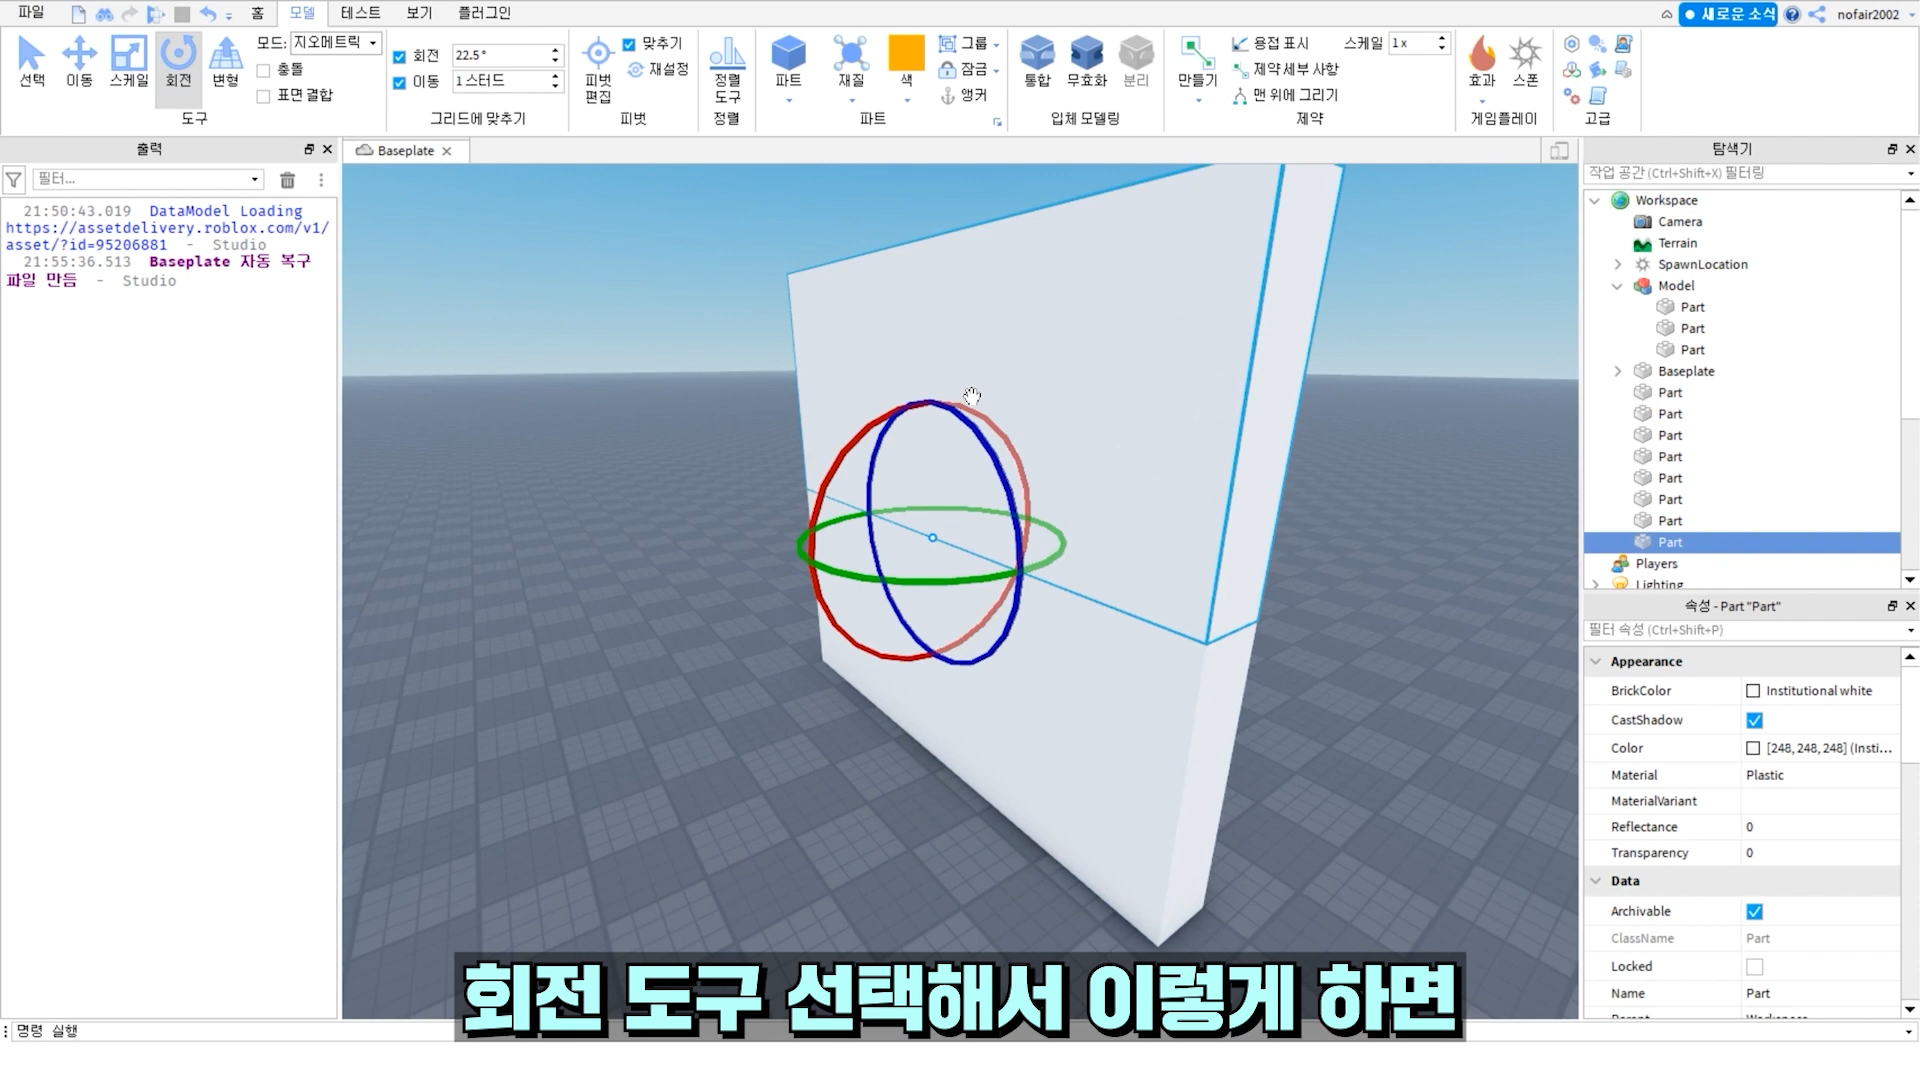 파일
홈
모델
테스트
보기
플러그인
새로운 소식
nofair2002
선택
이동
스케일
회전
변형
모드: 지오메트릭
충돌
표면 결합
도구
회전 22.5°
이동 1 스터드
그리드에 맞추기
피벗 편집
맞추기
재설정
피벗
정렬 도구
정렬
파트
재질
색
그룹
잠금
앵커
파트
통합
무효화
분리
입체 모델링
만들기
용접 표시
제약 세부 사항
맨 위에 그리기
스케일 1x
제약
효과
스폰
게임플레이
고급
출력
필터...
21:50:43.019 DataModel Loading
https://assetdelivery.roblox.com/v1/
asset/?id=95206881 - Studio
21:55:36.513 Baseplate 자동 복구
파일 만듬 - Studio
Baseplate
탐색기
작업 공간 (Ctrl+Shift+X) 필터링
Workspace
Camera
Terrain
SpawnLocation
Model
Part
Part
Part
Baseplate
Part
Part
Part
Part
Part
Part
Part
Part
Players
Lighting
속성 - Part "Part"
필터 속성 (Ctrl+Shift+P)
Appearance
BrickColor Institutional white
CastShadow
Color [248, 248, 248] (Insti...
Material Plastic
MaterialVariant
Reflectance 0
Transparency 0
Data
Archivable
ClassName Part
Locked
Name Part
회전 도구 선택해서 이렇게 하면
명령 실행